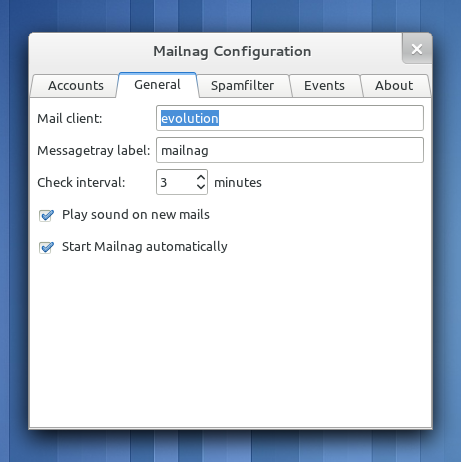 Mailnag Configuration
Accounts General Spamfilter Events About
Mail client: evolution
Messagetray label: mailnag
Check interval: 3 minutes
Play sound on new mails
Start Mailnag automatically